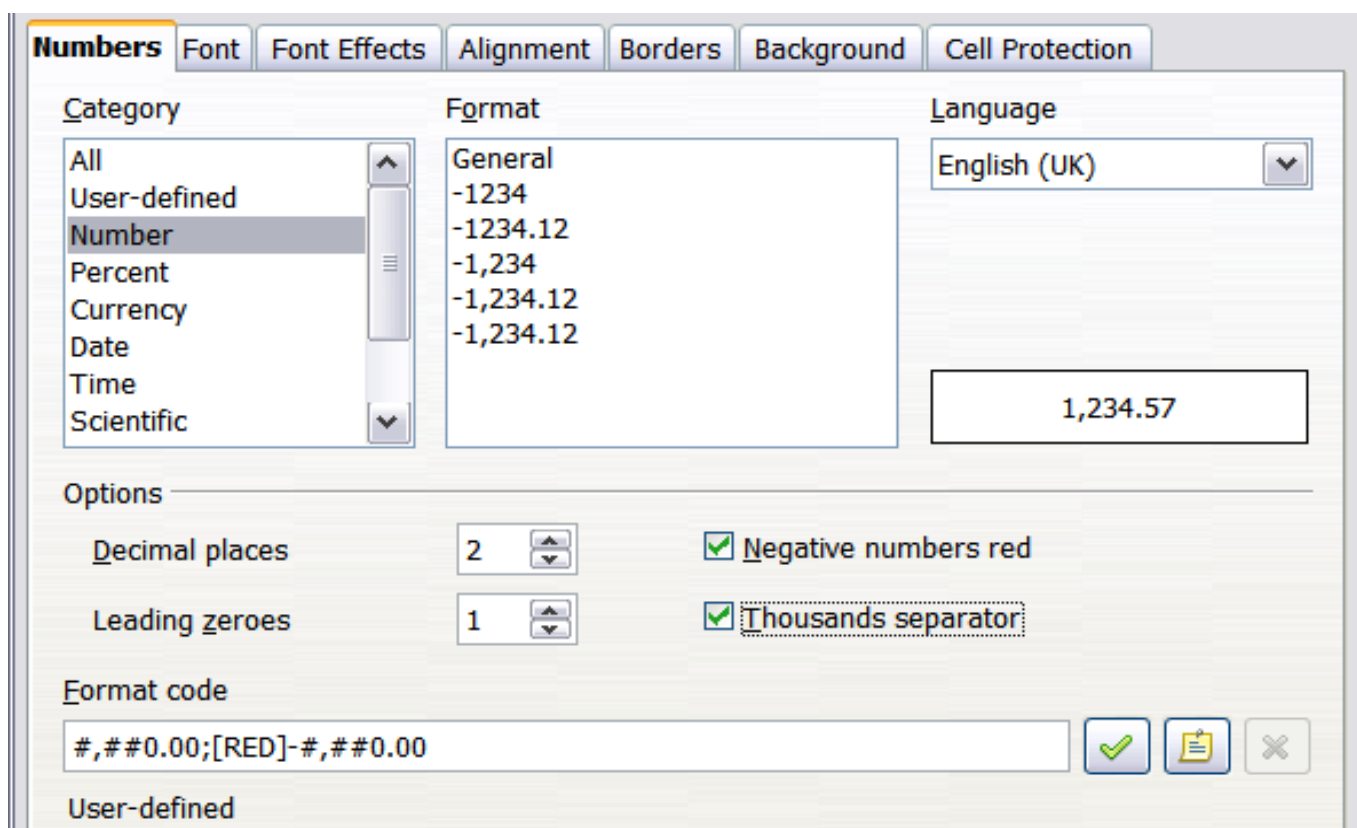 Numbers Font Font Effects Alignment Borders Background Cell Protection
Category
All
User-defined
Number
Percent
Currency
Date
Time
Scientific
Format
General
-1234
-1234.12
-1,234
-1,234.12
-1,234.12
Language
English (UK)
1,234.57
Options
Decimal places 2
Negative numbers red
Leading zeroes 1
Thousands separator
Format code
#,##0.00;[RED]-#,##0.00
User-defined